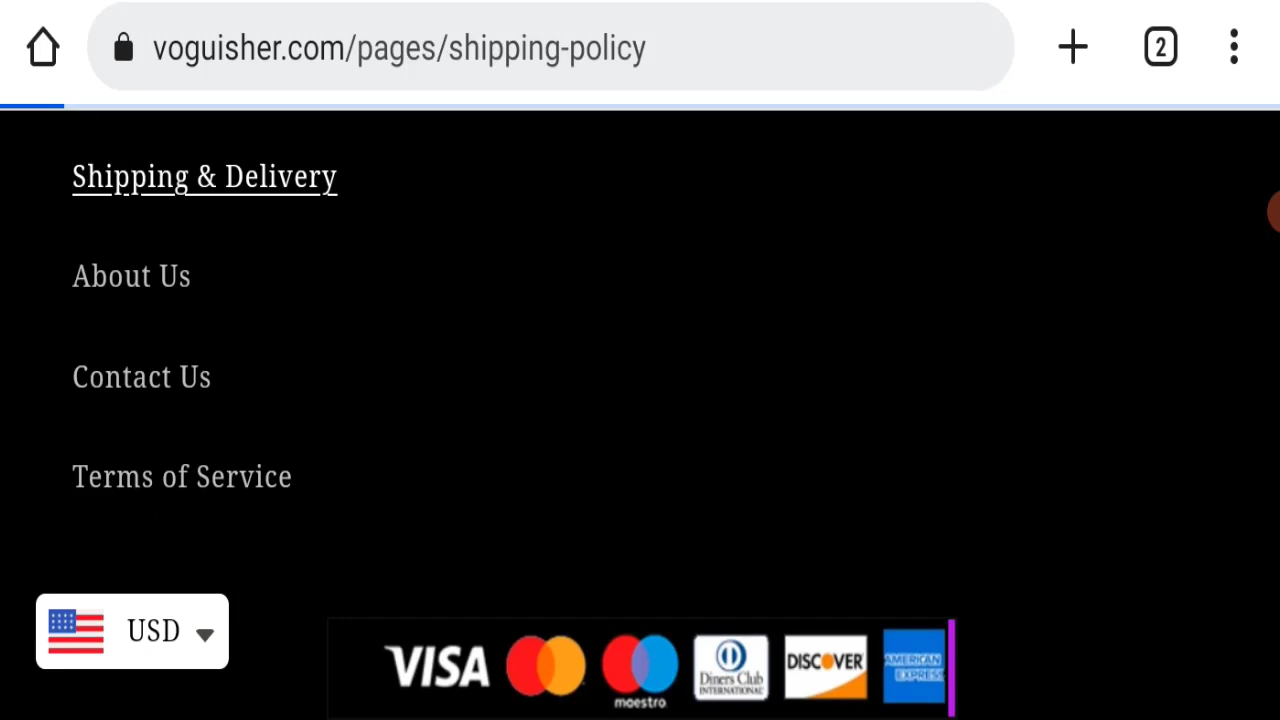 voguisher.com/pages/shipping-policy
2
Shipping & Delivery
About Us
Contact Us
Terms of Service
USD
VISA
maestro
Diners Club
INTERNATIONAL
DISCOVER
AMERICAN
EXPRESS